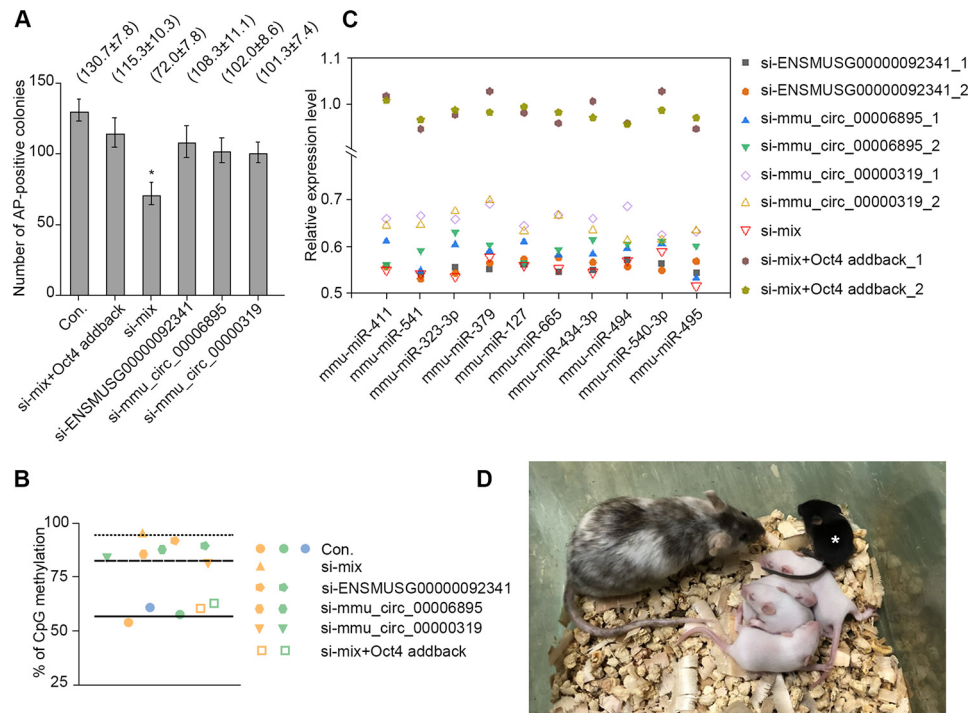 A
(130.7±7.8)
(115.3±10.3)
(72.0±7.8)
(108.3±11.1)
(102.0±8.6)
(101.3±7.4)
Number of AP-positive colonies
150
100
50
0
*
Con.
si-mix+Oct4 addback
si-mix
si-ENSMUSG00000092341
si-mmu_circ_00006895
si-mmu_circ_00000319
C
Relative expression level
1.1
1.0
0.7
0.6
0.5
mmu-miR-411
mmu-miR-541
mmu-miR-323-3p
mmu-miR-379
mmu-miR-127
mmu-miR-665
mmu-miR-434-3p
mmu-miR-494
mmu-miR-540-3p
mmu-miR-495
si-ENSMUSG00000092341_1
si-ENSMUSG00000092341_2
si-mmu_circ_00006895_1
si-mmu_circ_00006895_2
si-mmu_circ_00000319_1
si-mmu_circ_00000319_2
si-mix
si-mix+Oct4 addback_1
si-mix+Oct4 addback_2
B
% of CpG methylation
100
75
50
25
Con.
si-mix
si-ENSMUSG00000092341
si-mmu_circ_00006895
si-mmu_circ_00000319
si-mix+Oct4 addback
D
*